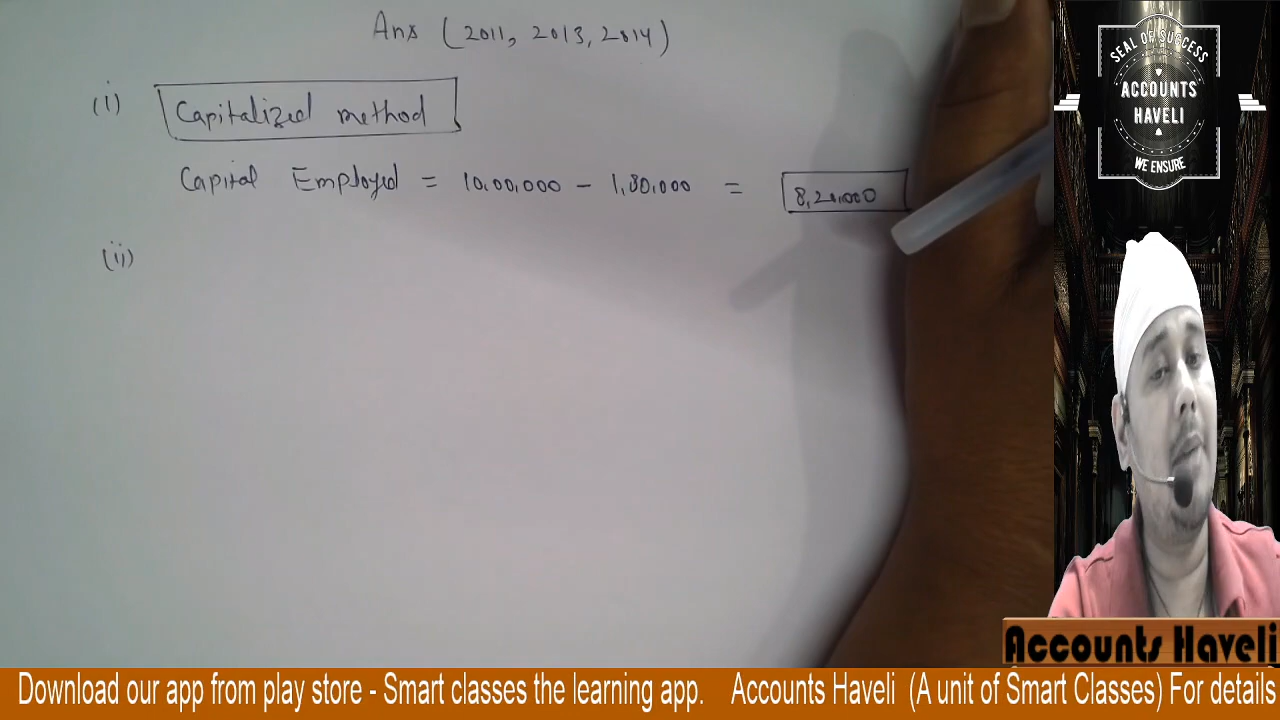 Ans (2011, 2013, 2014)
(i) Capitalized method
Capital Employed = 10,00,000 - 1,80,000 = 8,20,000
(ii)
SEAL OF SUCCESS
ACCOUNTS
HAVELI
WE ENSURE
Accounts Haveli
Download our app from play store - Smart classes the learning app. Accounts Haveli (A unit of Smart Classes) For details